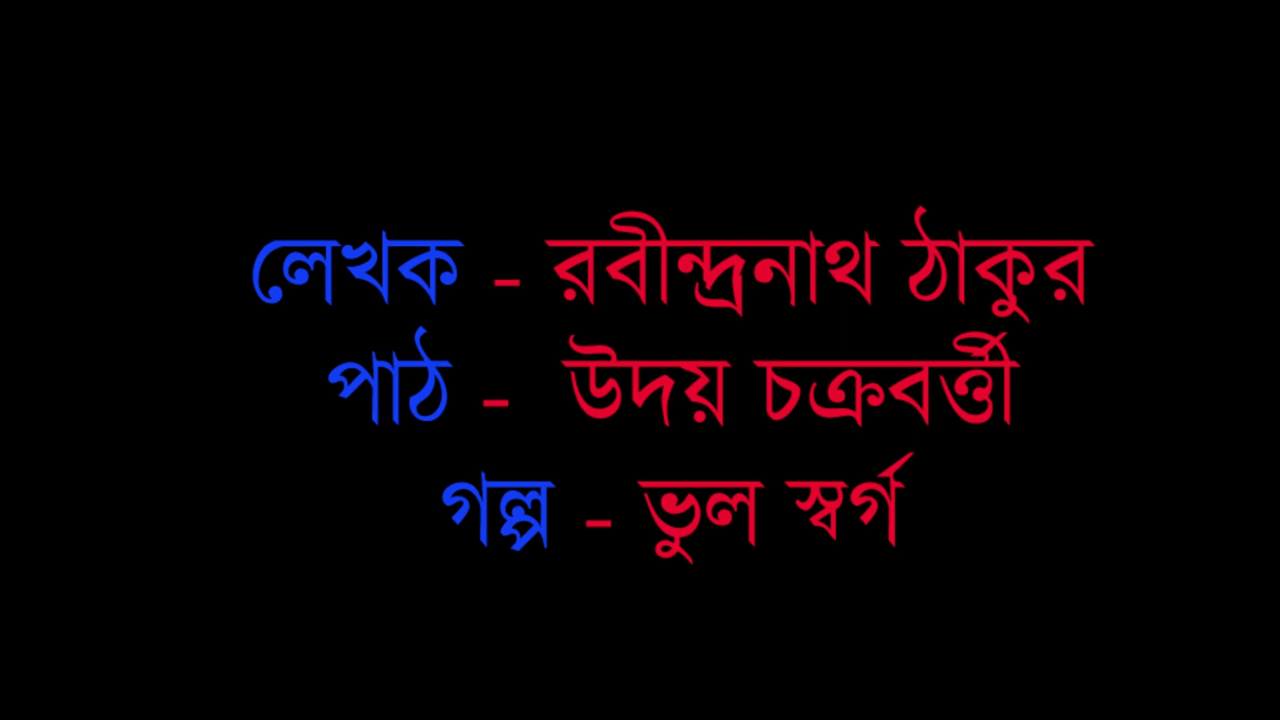 লেখক - রবীন্দ্রনাথ ঠাকুর
পাঠ - উদয় চক্রবর্ত্তী
গল্প - ভুল স্বর্গ